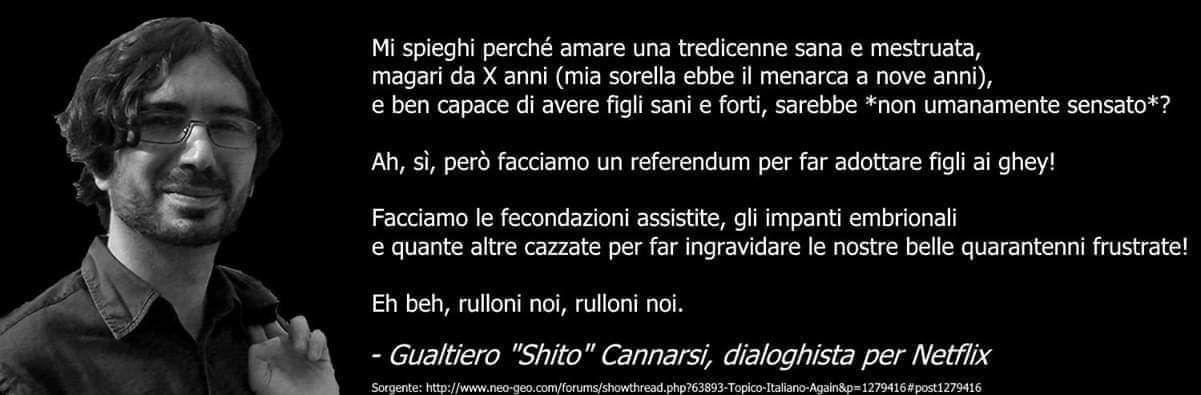 Mi spieghi perché amare una tredicenne sana e mestruata,
magari da X anni (mia sorella ebbe il menarca a nove anni),
e ben capace di avere figli sani e forti, sarebbe *non umanamente sensato*?
Ah, sì, però facciamo un referendum per far adottare figli ai ghey!
Facciamo le fecondazioni assistite, gli impanti embrionali
e quante altre cazzate per far ingravidare le nostre belle quarantenni frustrate!
Eh beh, rulloni noi, rulloni noi.
- Gualtiero "Shito" Cannarsi, dialoghista per Netflix
Sorgente: http://www.neo-geo.com/forums/showthread.php?63893-Topico-Italiano-Again&p=1279416#post1279416